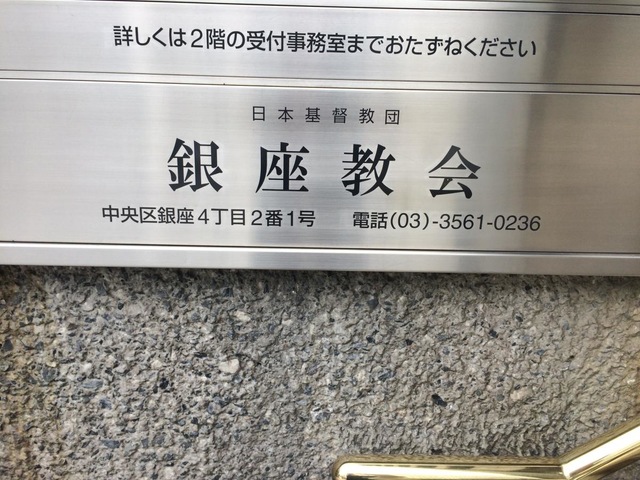 詳しくは2階の受付事務室までおたずねください
日本基督教団
銀座教会
中央区銀座4丁目2番1号 電話(03)-3561-0236